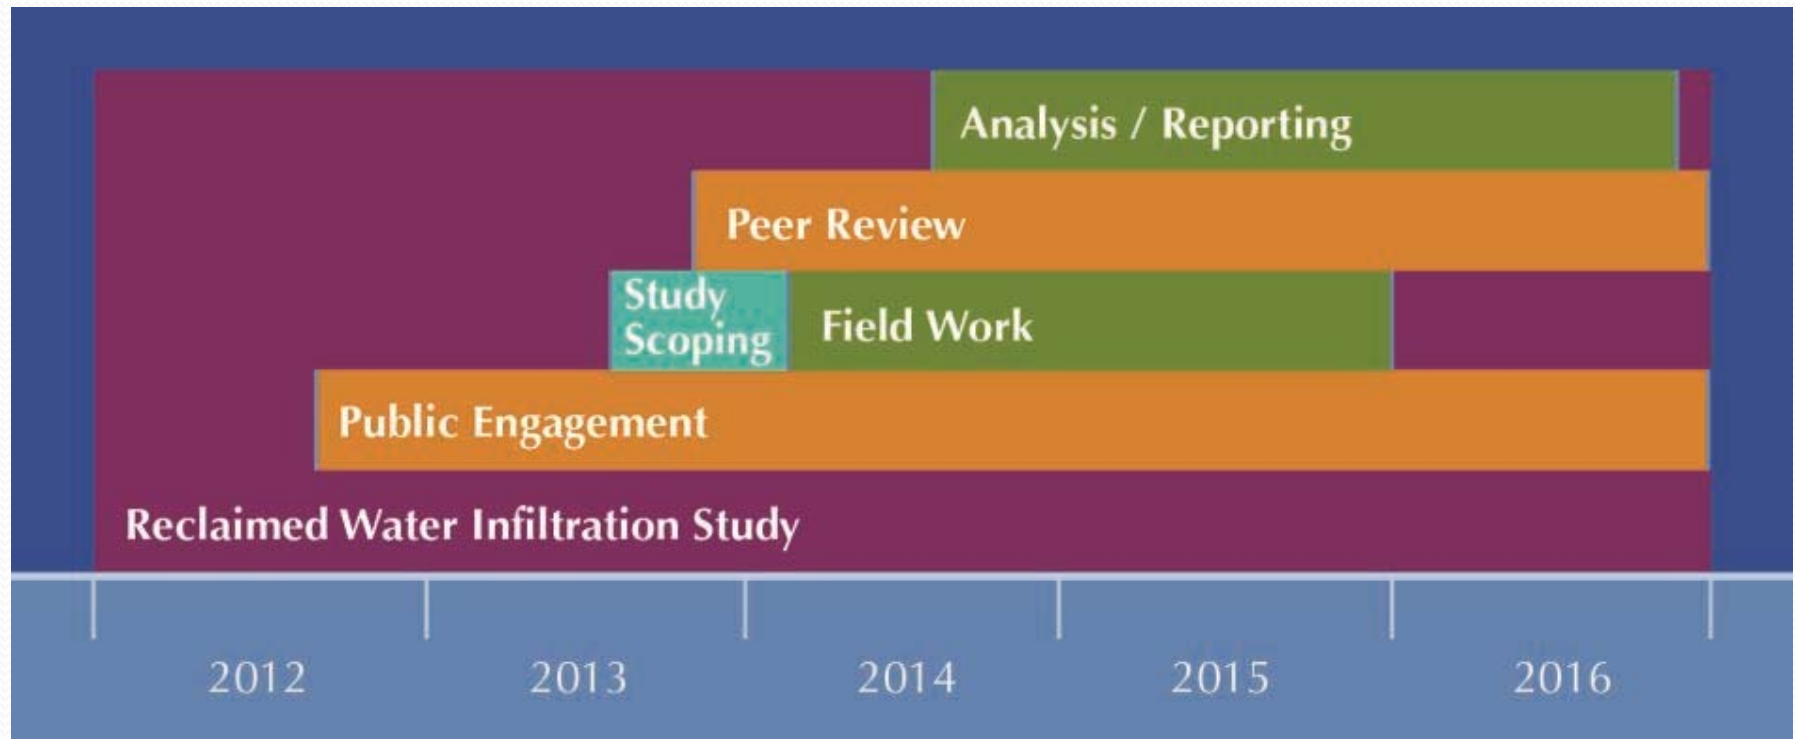 Analysis / Reporting
Peer Review
Study
Scoping
Field Work
Public Engagement
Reclaimed Water Infiltration Study
2012 2013 2014 2015 2016